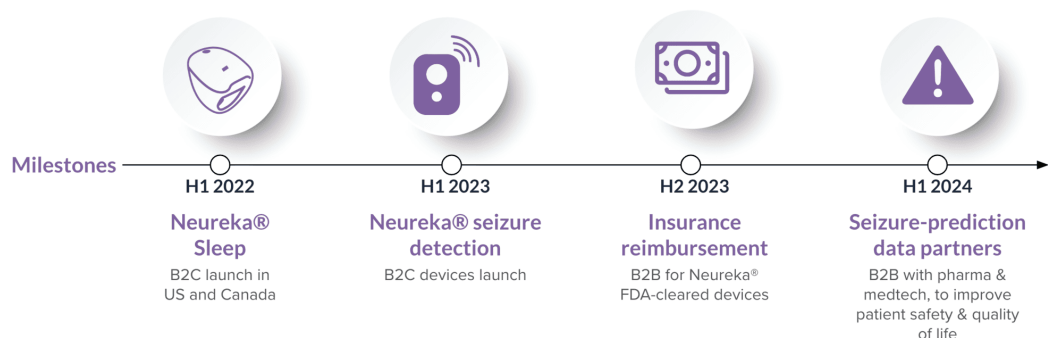 Milestones
H1 2022
Neureka®
Sleep
B2C launch in
US and Canada
H1 2023
Neureka® seizure
detection
B2C devices launch
H2 2023
Insurance
reimbursement
B2B for Neureka®
FDA-cleared devices
H1 2024
Seizure-prediction
data partners
B2B with pharma &
medtech, to improve
patient safety & quality
of life